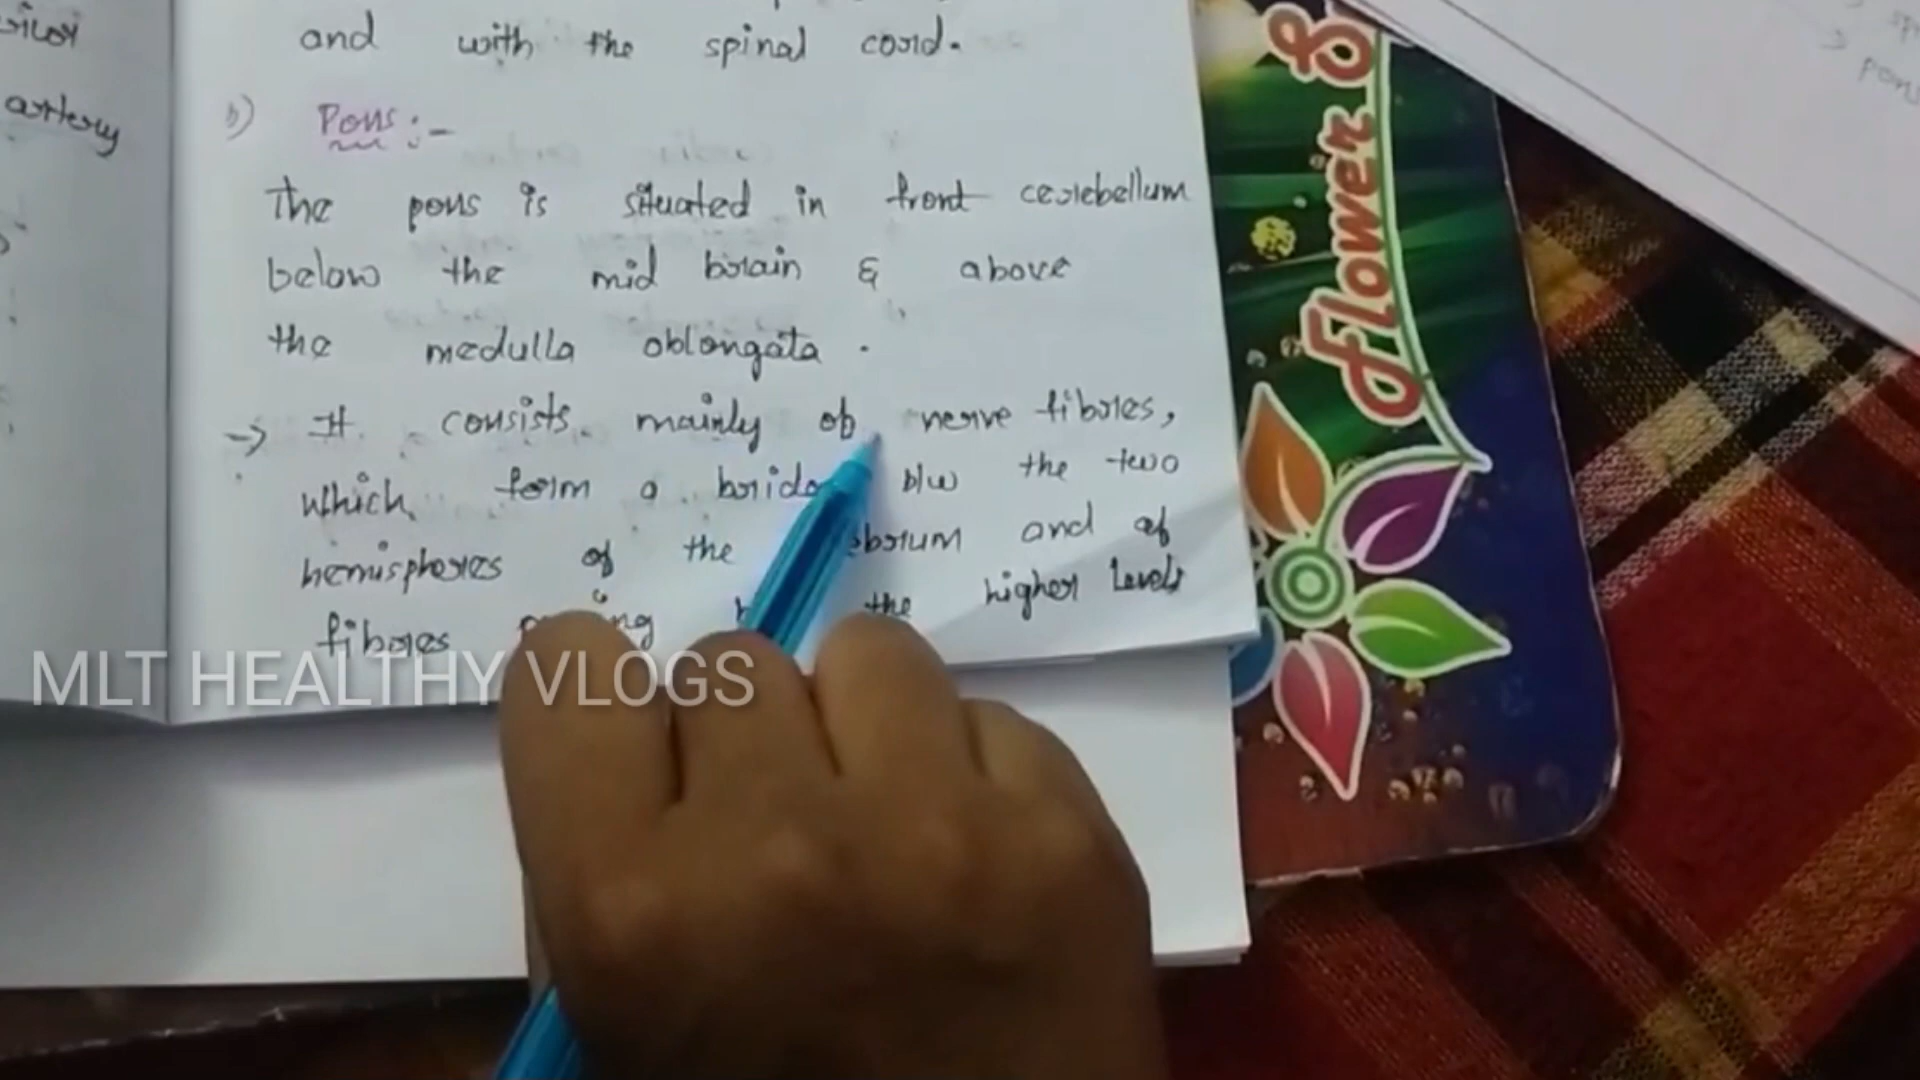 artery
and with the spinal cord.
b) Pons :-
The pons is situated in front cerebellum
below the mid brain & above
the medulla oblongata .
-> It consists mainly of nerve fibres,
which form a b/w the two
hemispheres of the and of
fibres the higher levels
MLT HEALTHY VLOGS
Flower S
pons